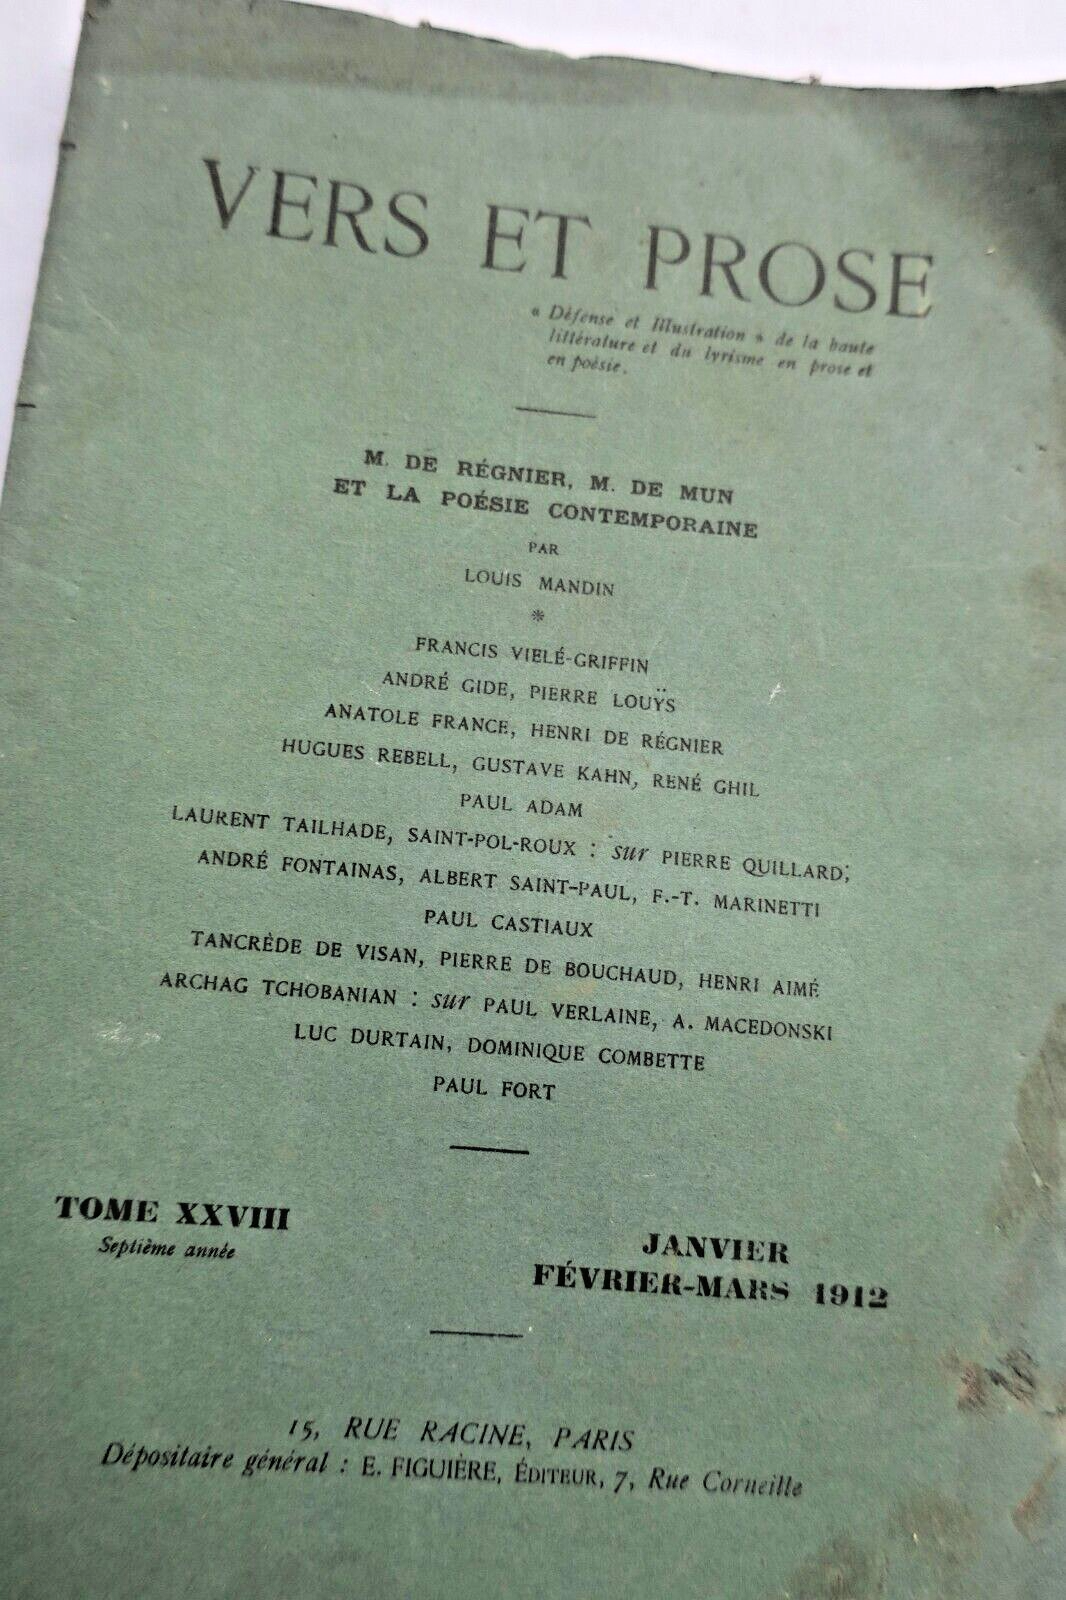 VERS ET PROSE
« Défense et Illustration » de la haute
littérature et du lyrisme en prose et
en poésie.
M. DE RÉGNIER, M. DE MUN
ET LA POÉSIE CONTEMPORAINE
PAR
LOUIS MANDIN
*
FRANCIS VIELÉ-GRIFFIN
ANDRÉ GIDE, PIERRE LOUŸS
ANATOLE FRANCE, HENRI DE RÉGNIER
HUGUES REBELL, GUSTAVE KAHN, RENÉ GHIL
PAUL ADAM
LAURENT TAILHADE, SAINT-POL-ROUX : sur PIERRE QUILLARD;
ANDRÉ FONTAINAS, ALBERT SAINT-PAUL, F.-T. MARINETTI
PAUL CASTIAUX
TANCRÈDE DE VISAN, PIERRE DE BOUCHAUD, HENRI AIMÉ
ARCHAG TCHOBANIAN : sur PAUL VERLAINE, A. MACEDONSKI
LUC DURTAIN, DOMINIQUE COMBETTE
PAUL FORT
TOME XXVIII
Septième année
JANVIER
FÉVRIER-MARS 1912
15, RUE RACINE, PARIS
Dépositaire général : E. FIGUIÈRE, ÉDITEUR, 7, Rue Corneille